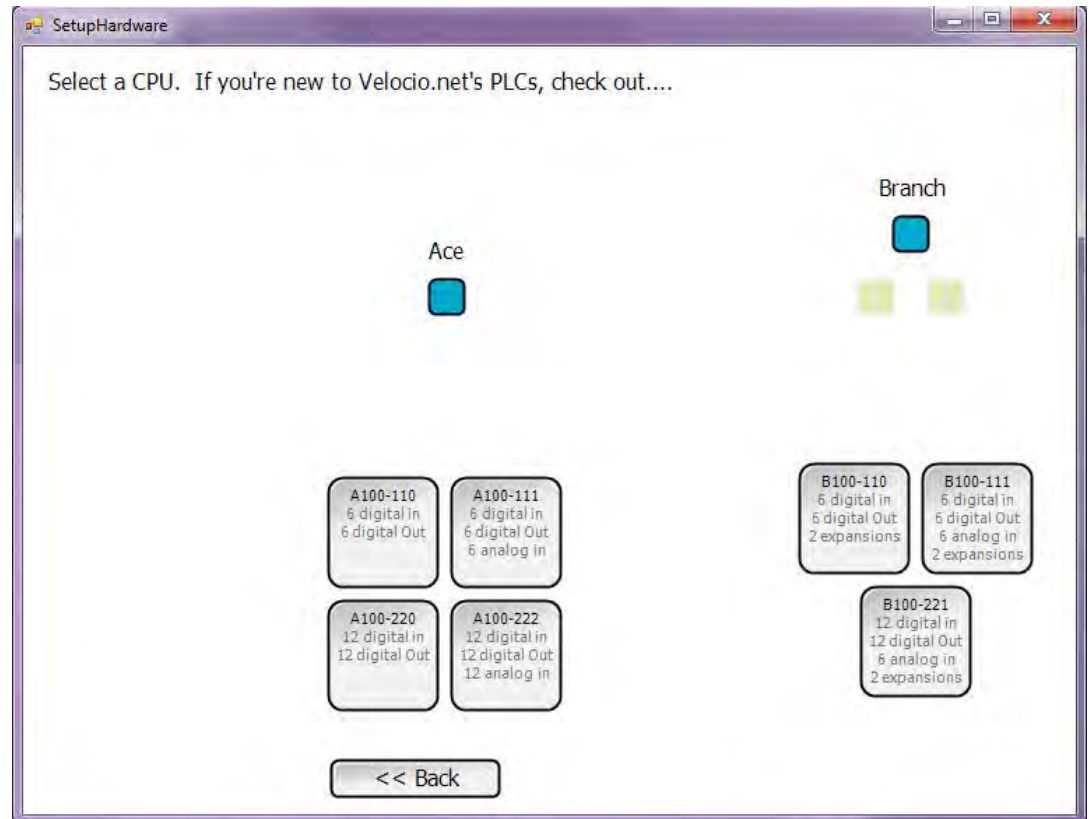 SetupHardware
Select a CPU. If you're new to Velocio.net's PLCs, check out....
Branch
Ace
A100-110
6 digital in
6 digital Out
A100-111
6 digital in
6 digital Out
6 analog in
B100-110
6 digital in
6 digital Out
2 expansions
B100-111
6 digital in
6 digital Out
6 analog in
2 expansions
A100-220
12 digital in
12 digital Out
A100-222
12 digital in
12 digital Out
12 analog in
B100-221
12 digital in
12 digital Out
6 analog in
2 expansions
<< Back